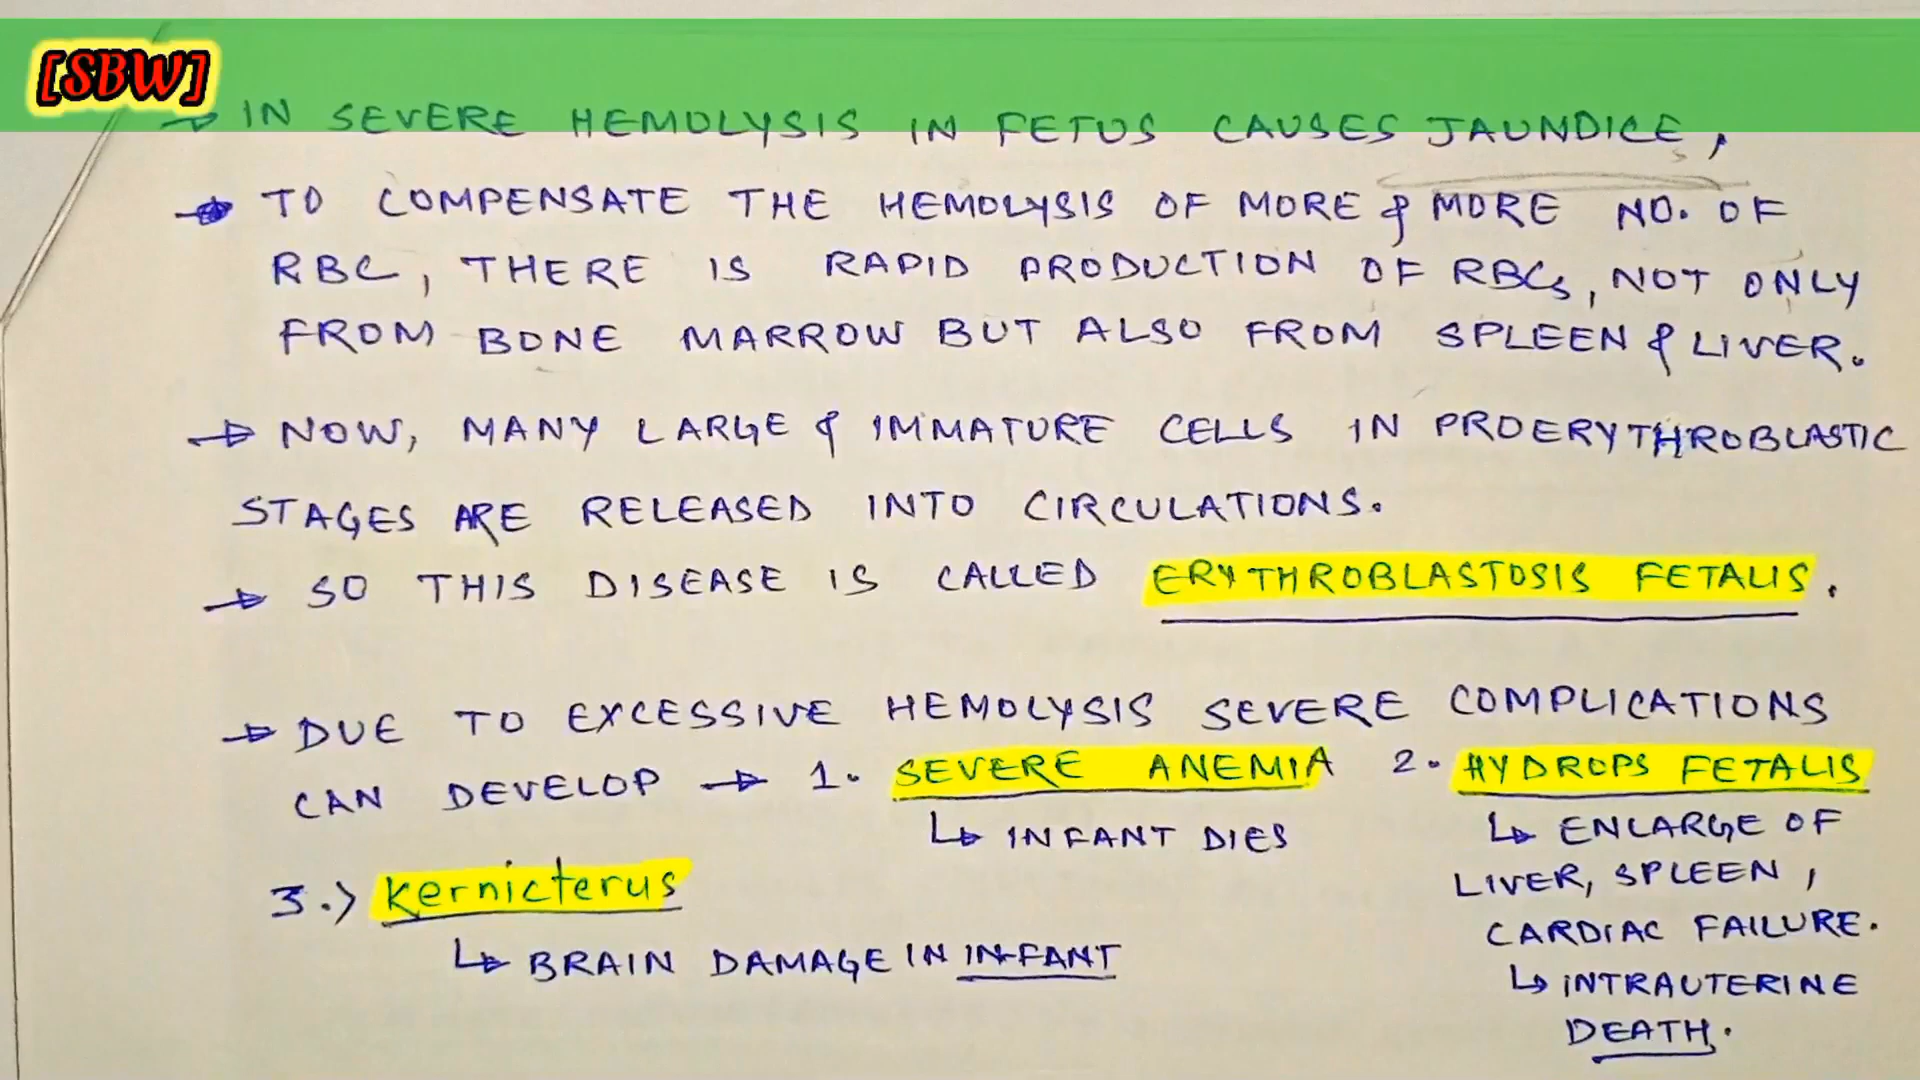 [SBW]
→ IN SEVERE HEMOLYSIS IN FETUS CAUSES JAUNDICE,
→ TO COMPENSATE THE HEMOLYSIS OF MORE & MORE NO. OF
RBC, THERE IS RAPID PRODUCTION OF RBCs, NOT ONLY
FROM BONE MARROW BUT ALSO FROM SPLEEN & LIVER.
→ NOW, MANY LARGE & IMMATURE CELLS IN PROERYTHROBLASTIC
STAGES ARE RELEASED INTO CIRCULATIONS.
→ SO THIS DISEASE IS CALLED ERYTHROBLASTOSIS FETALIS.
→ DUE TO EXCESSIVE HEMOLYSIS SEVERE COMPLICATIONS
CAN DEVELOP → 1. SEVERE ANEMIA 2. HYDROPS FETALIS
↳ INFANT DIES
↳ ENLARGE OF
LIVER, SPLEEN,
CARDIAC FAILURE.
↳ INTRAUTERINE
DEATH.
3.) Kernicterus
↳ BRAIN DAMAGE IN INFANT